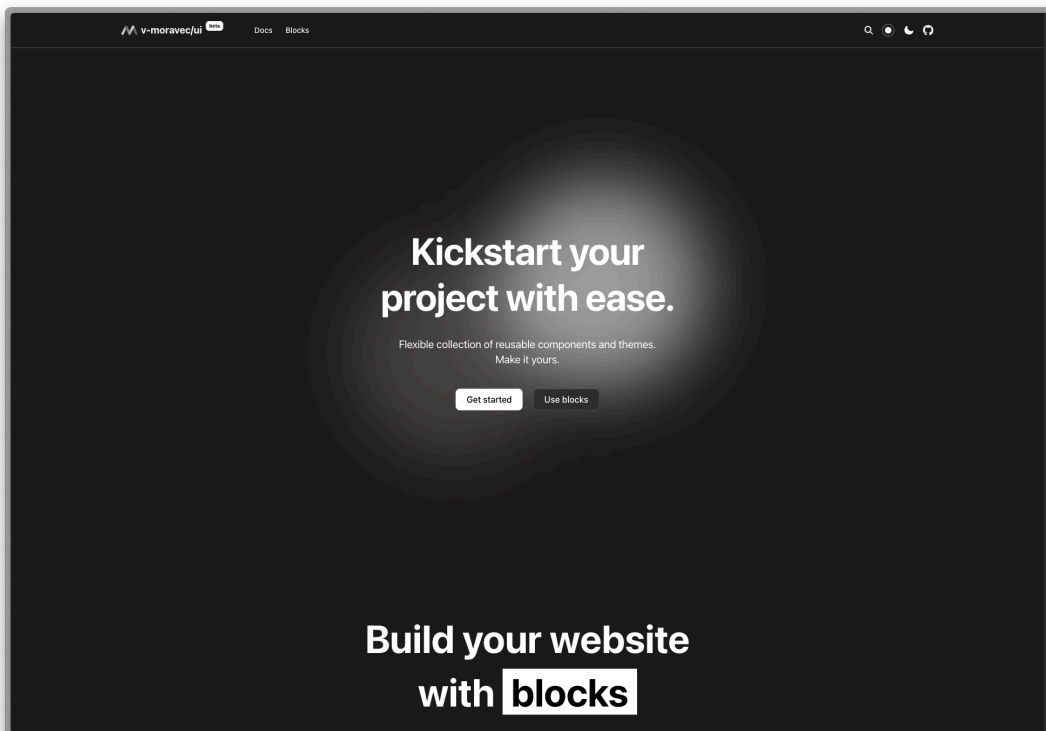 v-moravec/ui beta Docs Blocks
Kickstart your
project with ease.
Flexible collection of reusable components and themes.
Make it yours.
Get started Use blocks
Build your website
with blocks